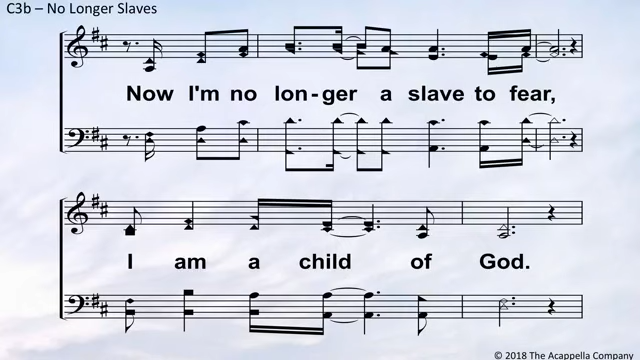 C3b – No Longer Slaves
Now I'm no lon-ger a slave to fear,
I am a child of God.
© 2018 The Acappella Company